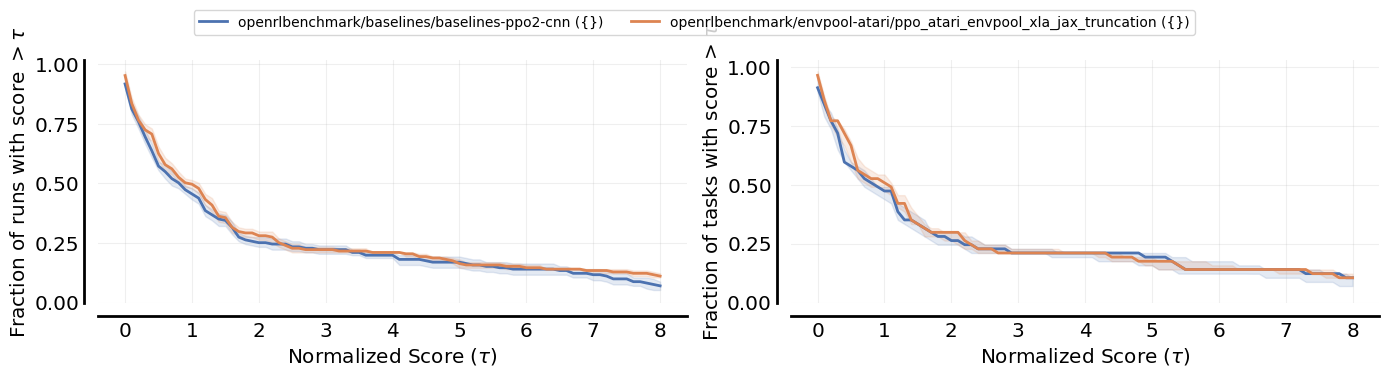 openrlbenchmark/baselines/baselines-ppo2-cnn ({})
openrlbenchmark/envpool-atari/ppo_atari_envpool_xla_jax_truncation ({})
Fraction of runs with score > τ
1.00
0.75
0.50
0.25
0.00
0 1 2 3 4 5 6 7 8
Normalized Score (τ)
Fraction of tasks with score > τ
1.00
0.75
0.50
0.25
0.00
0 1 2 3 4 5 6 7 8
Normalized Score (τ)